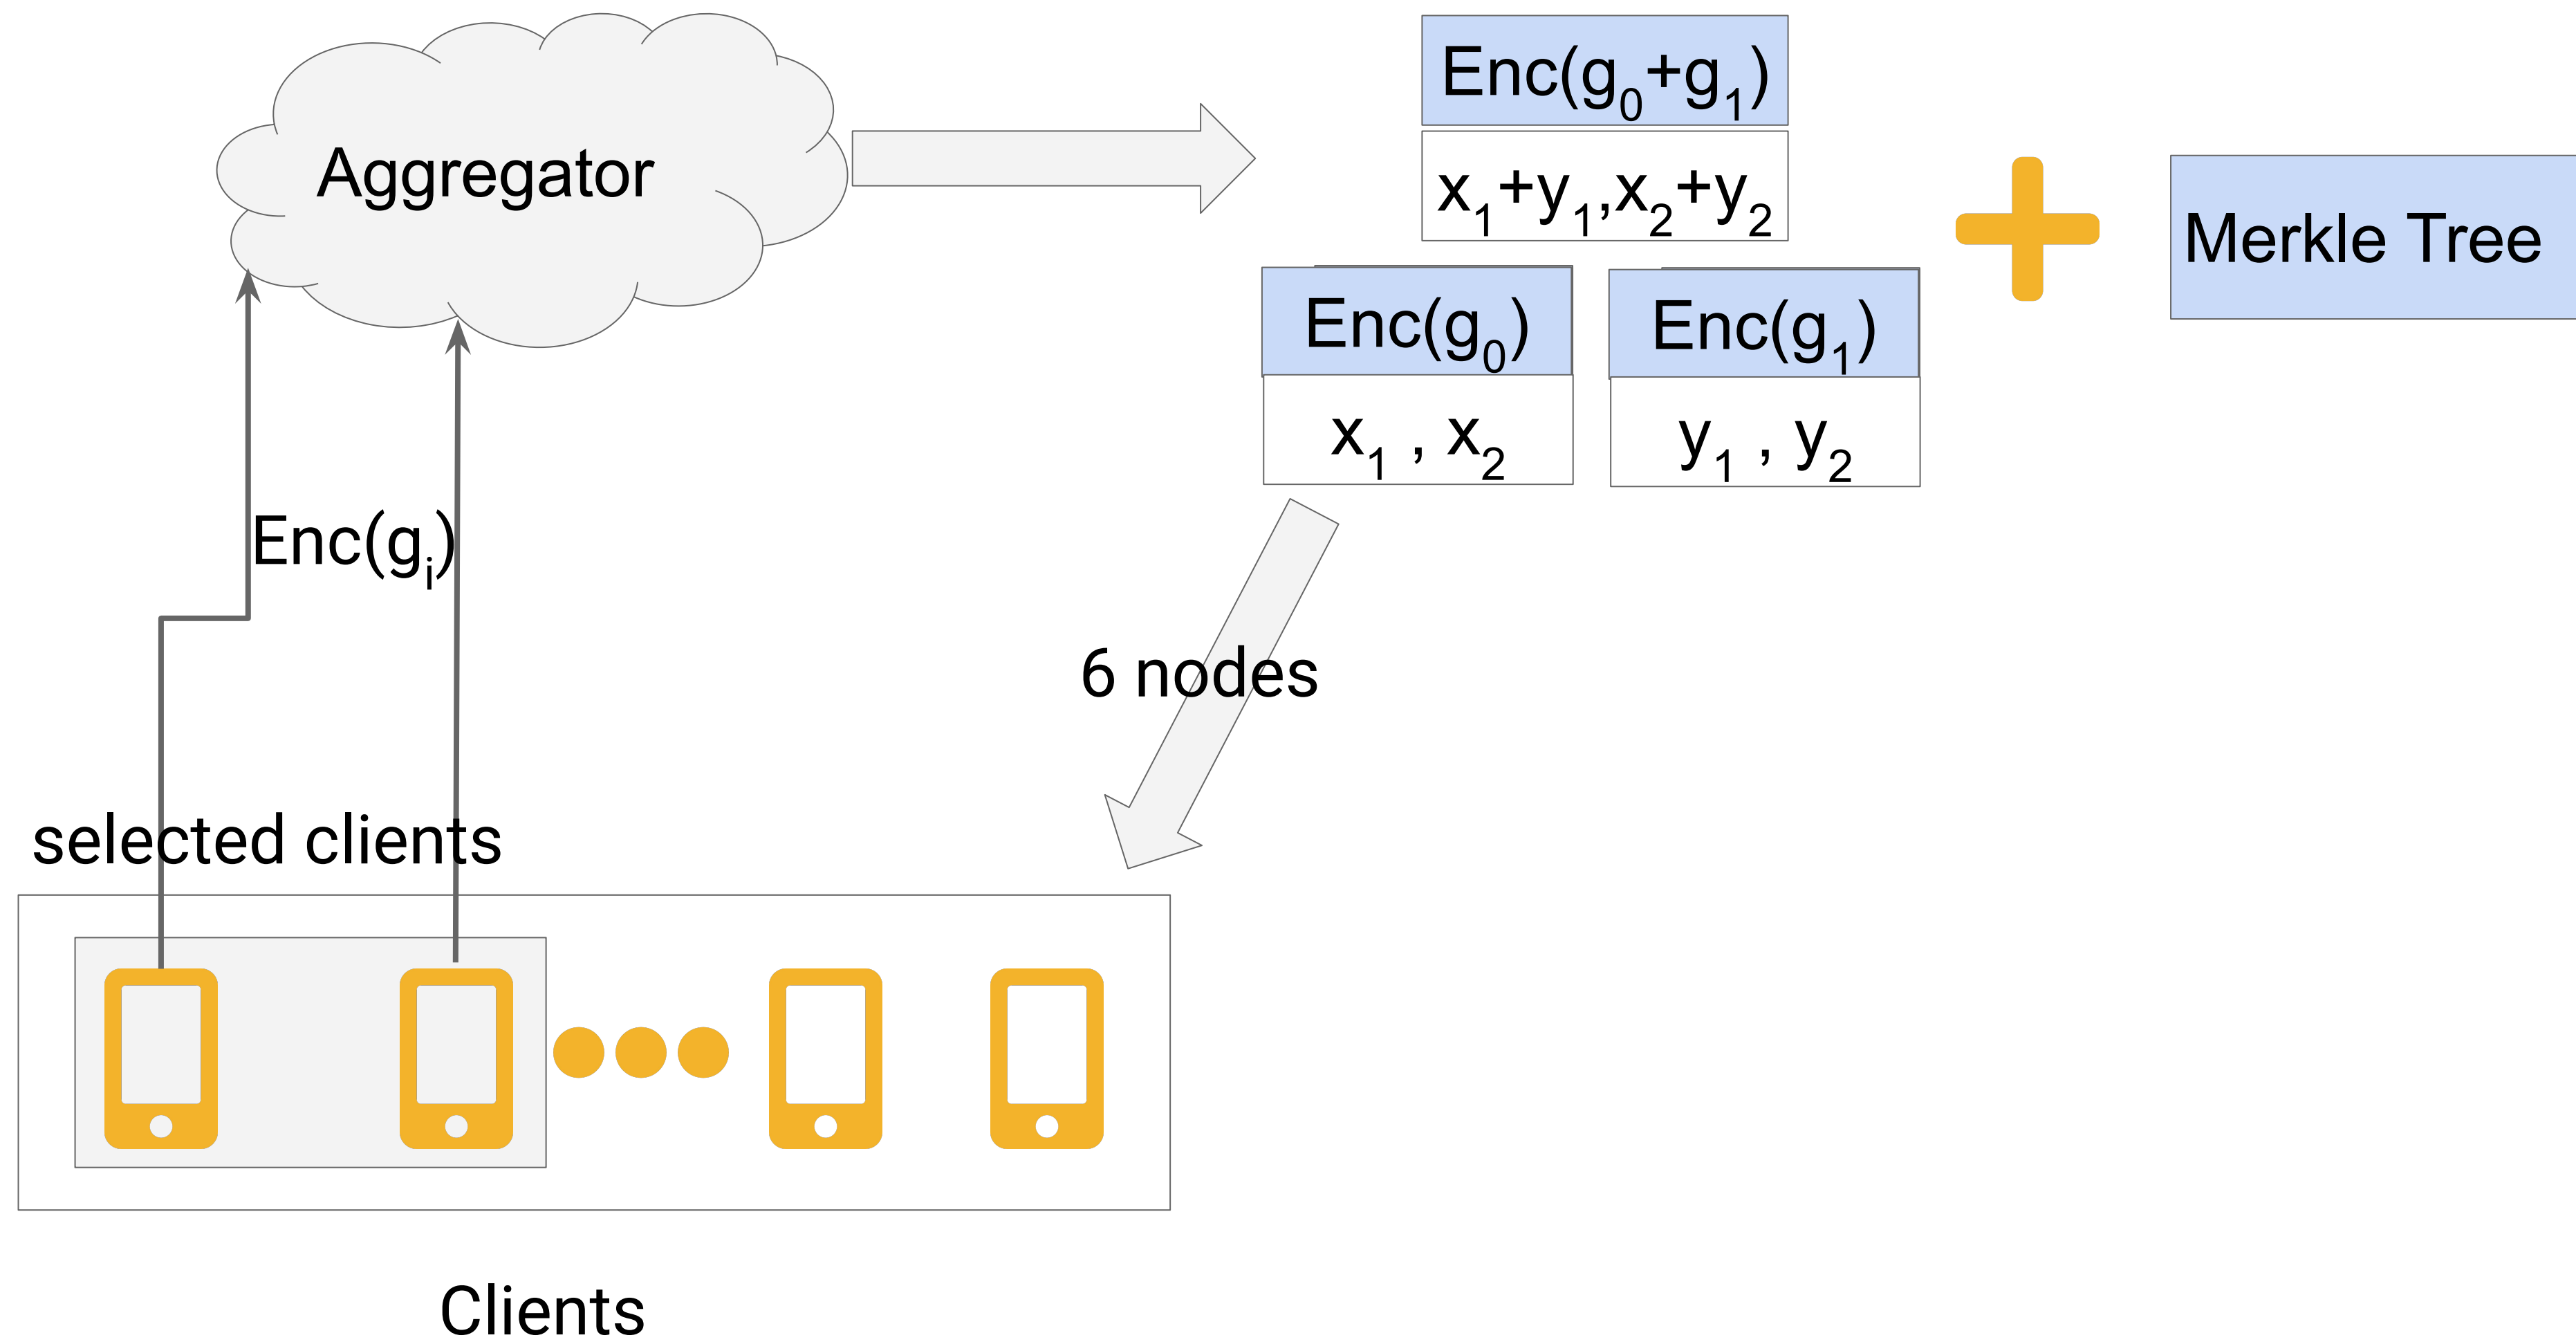 Aggregator
Enc(g₀+g₁)
x₁+y₁,x₂+y₂
Merkle Tree
Enc(g₀)
Enc(g₁)
x₁ , x₂
y₁ , y₂
Enc(gᵢ)
6 nodes
selected clients
Clients